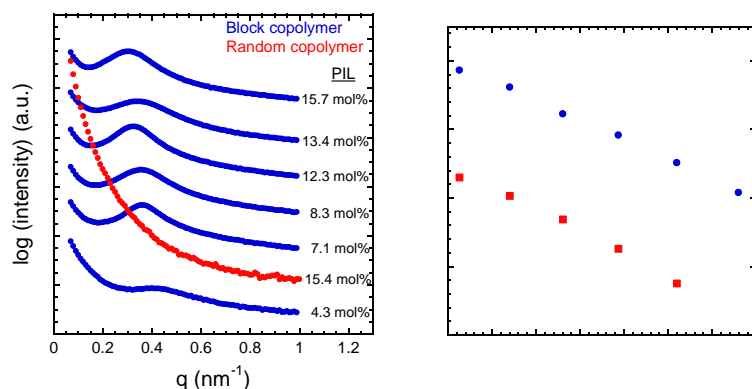 Block copolymer
Random copolymer
PIL
15.7 mol%
13.4 mol%
12.3 mol%
8.3 mol%
7.1 mol%
15.4 mol%
4.3 mol%
log (intensity) (a.u.)
0 0.2 0.4 0.6 0.8 1 1.2
q (nm⁻¹)